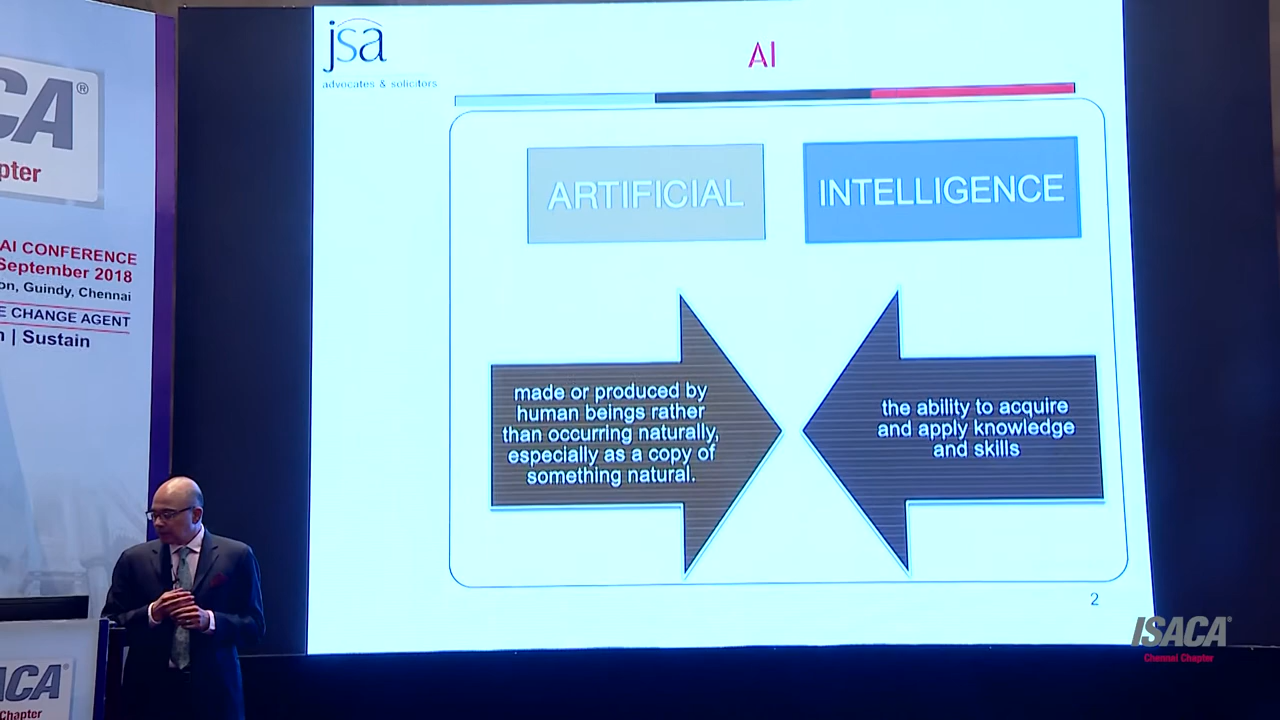 CA®
pter
AI CONFERENCE
September 2018
on, Guindy, Chennai
E CHANGE AGENT
n | Sustain
jsa
advocates & solicitors
AI
ARTIFICIAL
INTELLIGENCE
made or produced by
human beings rather
than occurring naturally,
especially as a copy of
something natural.
the ability to acquire
and apply knowledge
and skills
2
ACA®
Chapter
ISACA®
Chennai Chapter